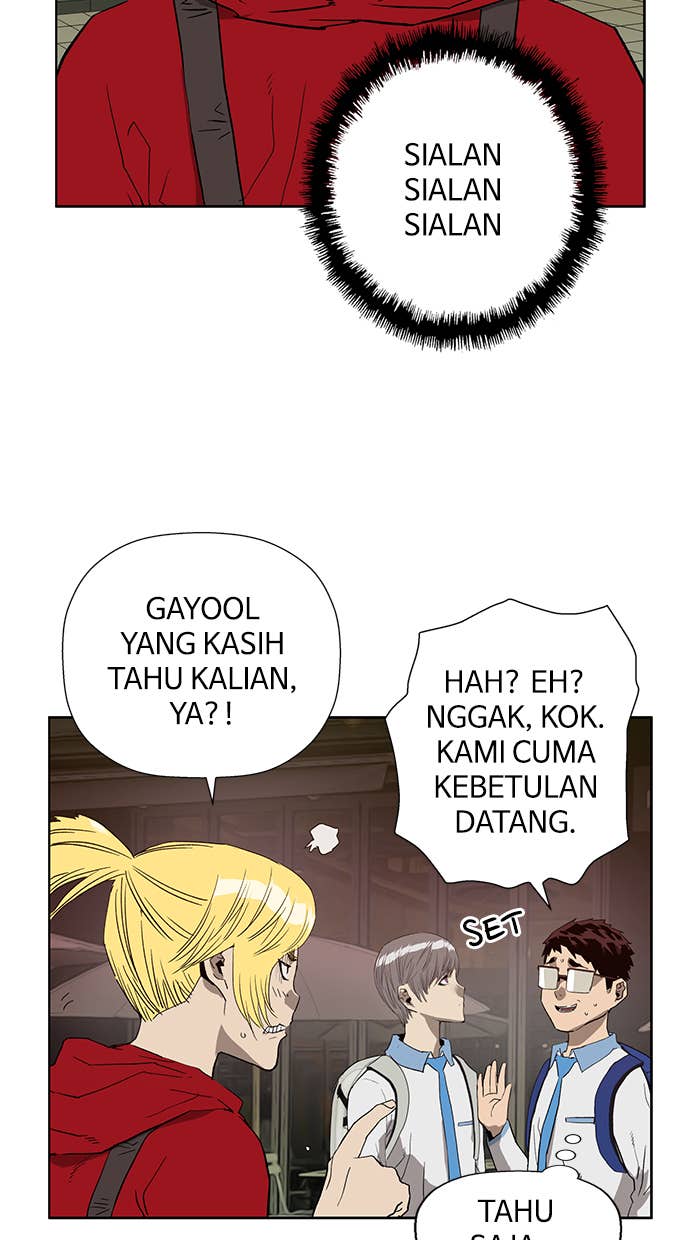 SIALAN
SIALAN
SIALAN
GAYOOL
YANG KASIH
TAHU KALIAN,
YA?!
HAH? EH?
NGGAK, KOK.
KAMI CUMA
KEBETULAN
DATANG.
SET
TAHU
SAJA